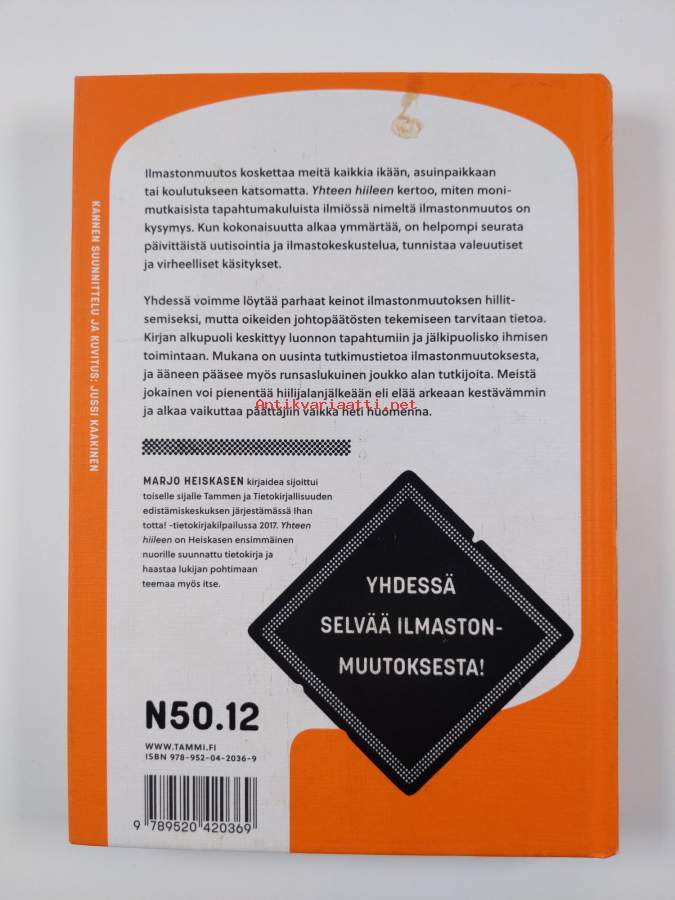 KANNEN SUUNNITTELU JA KUVITUS: JUSSI KAAKINEN
Ilmastonmuutos koskettaa meitä kaikkia ikään, asuinpaikkaan
tai koulutukseen katsomatta. Yhteen hiileen kertoo, miten moni-
mutkaisista tapahtumakuluista ilmiössä nimeltä ilmastonmuutos on
kysymys. Kun kokonaisuutta alkaa ymmärtää, on helpompi seurata
päivittäistä uutisointia ja ilmastokeskustelua, tunnistaa valeuutiset
ja virheelliset käsitykset.
Yhdessä voimme löytää parhaat keinot ilmastonmuutoksen hillit-
semiseksi, mutta oikeiden johtopäätösten tekemiseen tarvitaan tietoa.
Kirjan alkupuoli keskittyy luonnon tapahtumiin ja jälkipuolisko ihmisen
toimintaan. Mukana on uusinta tutkimustietoa ilmastonmuutoksesta,
ja ääneen pääsee myös runsaslukuinen joukko alan tutkijoita. Meistä
jokainen voi pienentää hiilijalanjälkeään eli elää arkeaan kestävämmin
ja alkaa vaikuttaa päättäjiin vaikka heti huomenna.
Antikvariaatti.net
MARJO HEISKASEN kirjaidea sijoittui
toiselle sijalle Tammen ja Tietokirjallisuuden
edistämiskeskuksen järjestämässä Ihan
totta! -tietokirjakilpailussa 2017. Yhteen
hiileen on Heiskasen ensimmäinen
nuorille suunnattu tietokirja ja
haastaa lukijan pohtimaan
teemaa myös itse.
YHDESSÄ
SELVÄÄ ILMASTON-
MUUTOKSESTA!
N50.12
WWW.TAMMI.FI
ISBN 978-952-04-2036-9
9 789520 420369